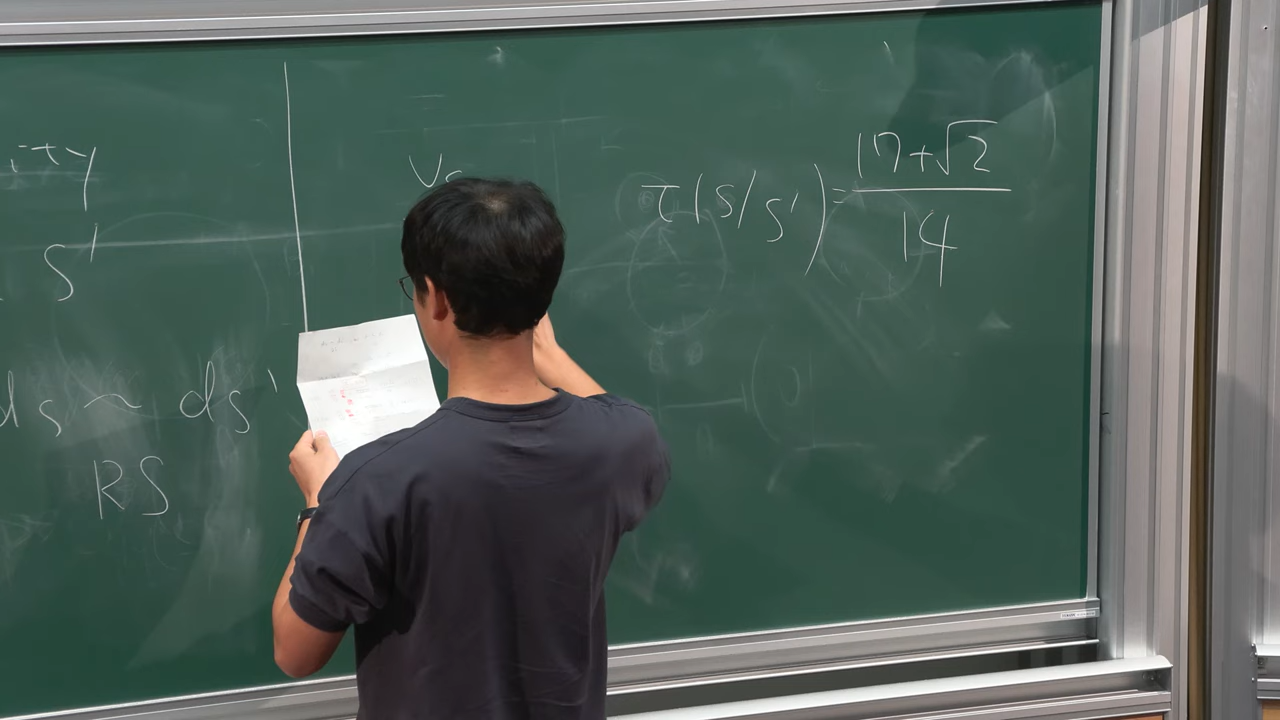 s'
ds ~ ds'
RS
τ(s/s') = (17+√2)/14